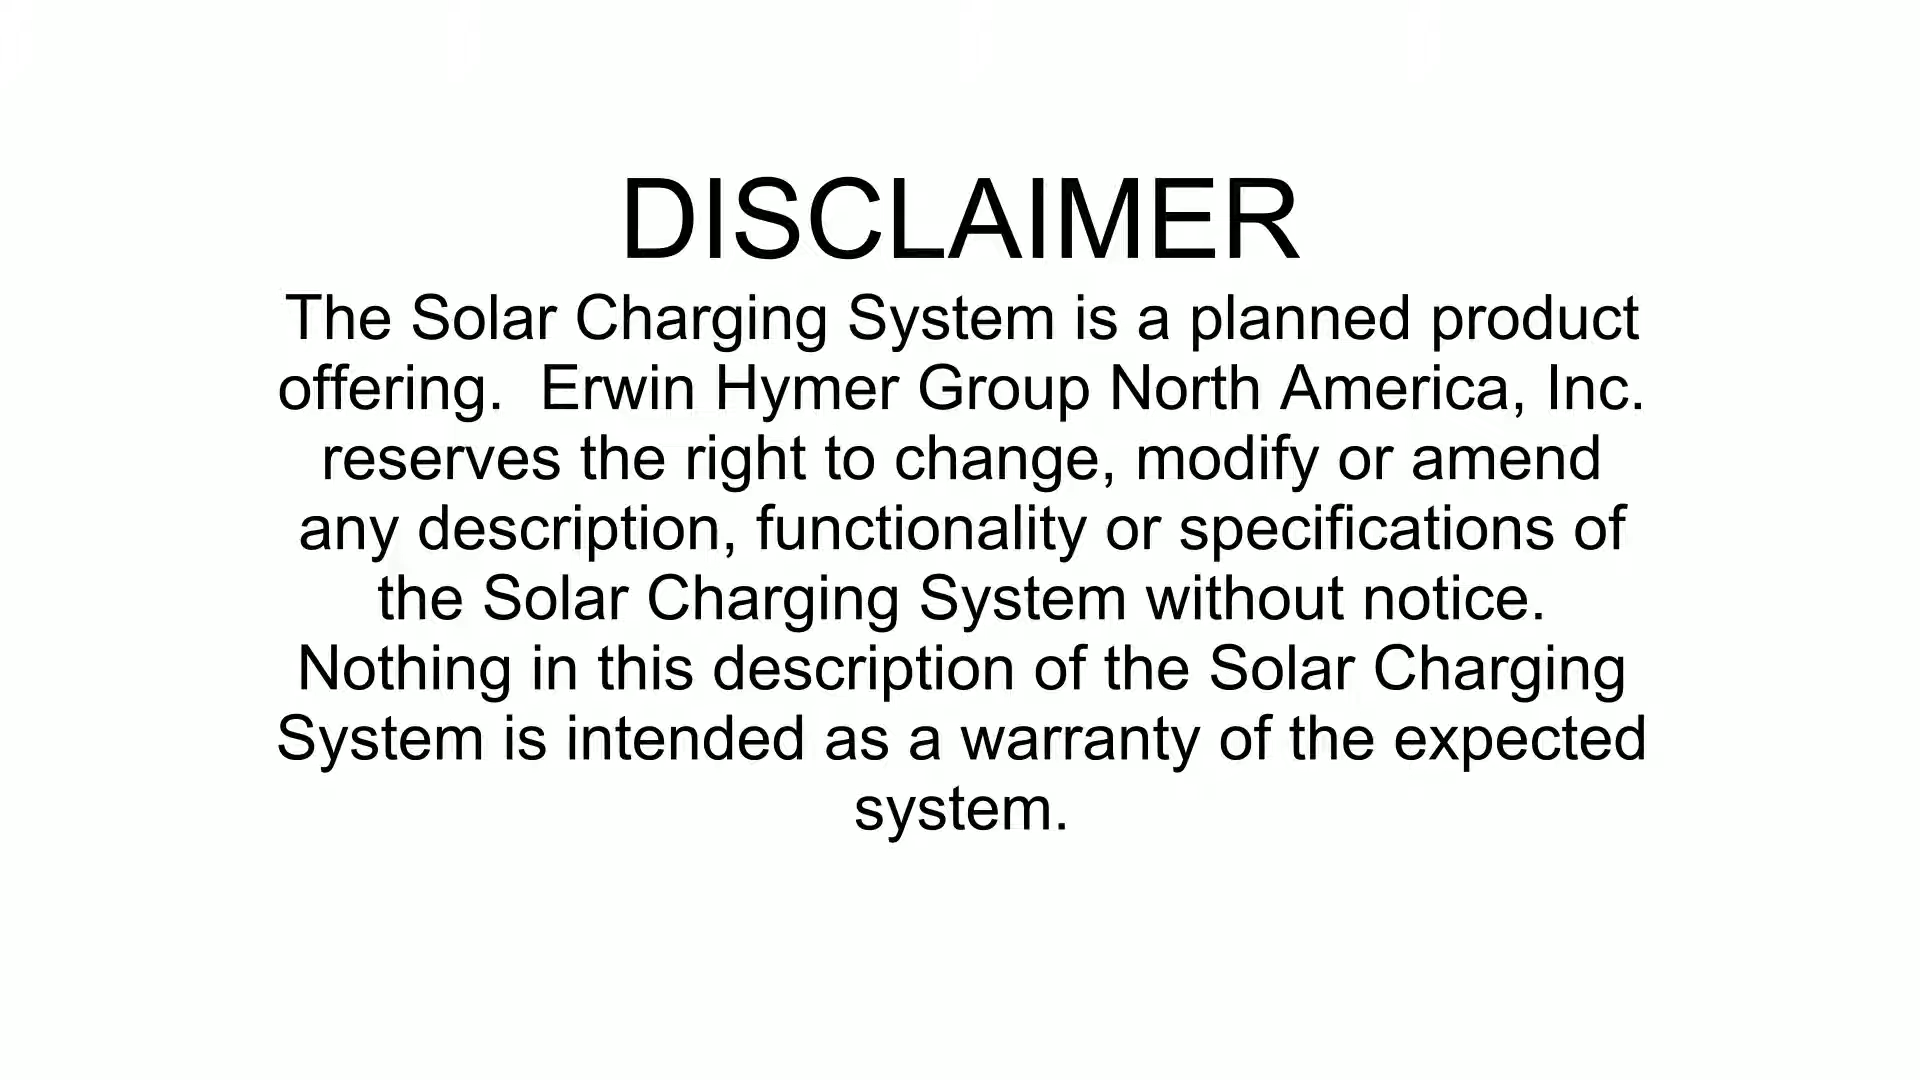 DISCLAIMER
The Solar Charging System is a planned product
offering.  Erwin Hymer Group North America, Inc.
reserves the right to change, modify or amend
any description, functionality or specifications of
the Solar Charging System without notice.
Nothing in this description of the Solar Charging
System is intended as a warranty of the expected
system.